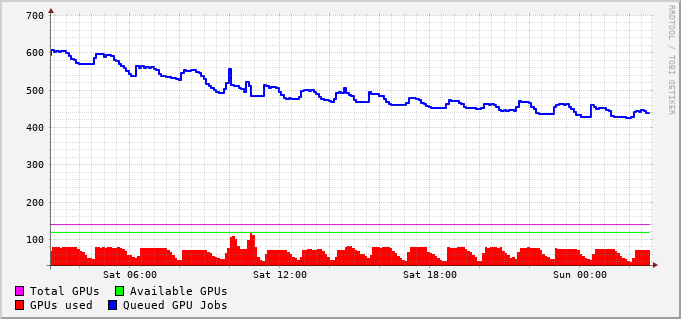 700
600
500
400
300
200
100
Sat 06:00 Sat 12:00 Sat 18:00 Sun 00:00
Total GPUs Available GPUs
GPUs used Queued GPU Jobs
RRDTOOL / TOBI OETIKER